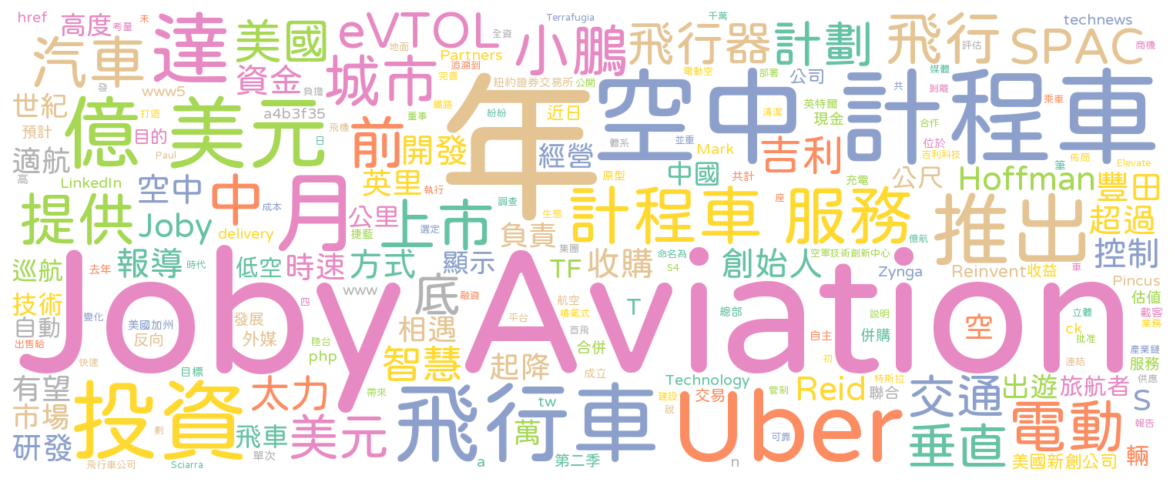 href 高度 考量 未 達 美國 eVTOL Terrafugia 小鵬 飛行器 千萬 計劃 飛行 technews SPAC 商機
汽車 資金 城市 地面 Partners 追溯到 全資 紐約證券交易所 公開 電動空 評估 部署 公司 媒體 共 剝離
世紀 www5 a4b3f35 負擔 完善 鐵路 董事 紛紛 近日 年 空中計程車 清潔 英特爾 現金 合作 乘車
預計 發 打造 億美元 目的 飛機 日 前 開發 體系 並重 Mark 吉利 位於 吉利科技 佈局
適航 高 Paul 空中 中 月 英里 執行 經營 原型 中國 共計 充電 公尺 筆 Hoffman Elevate 豐田
LinkedIn 提供 Joby 成本 delivery 公里 捷藍 上市 調查 選定 生態 負責 計程車 服務 座 億航 推出 超過
巡航 去年 時代 報導 低空 時速 方式 顯示 集團 TF 收購 命名為 S4 創始人 空軍技術創新中心 Zynga Reinvent 收益 重 控制 Pincus
技術 四 www 底 融資 航空 噴氣式 T 總部 說明 估值 立體 載客 業務
Joby Aviation
自動 變化 美國加州 反向 發展 外媒 相遇 平台 首飛 合併 自主 併購 空 ck 批准
出售給 快速 陸台 php 智慧 起降 成立 初 連結 產業鏈 服務
有望 目標 帶來 太力 飛行車 tw Technology 管制 建設 交易 特斯拉 聯合 Reid 交通 出遊 旅航者 供應 S
市場 投資 美元 萬 說 Uber 電動 報告
研發 劃 飛車 單次 a 第二季 n 可靠 垂直 美國新創公司 輛
飛行車公司 Sciarra